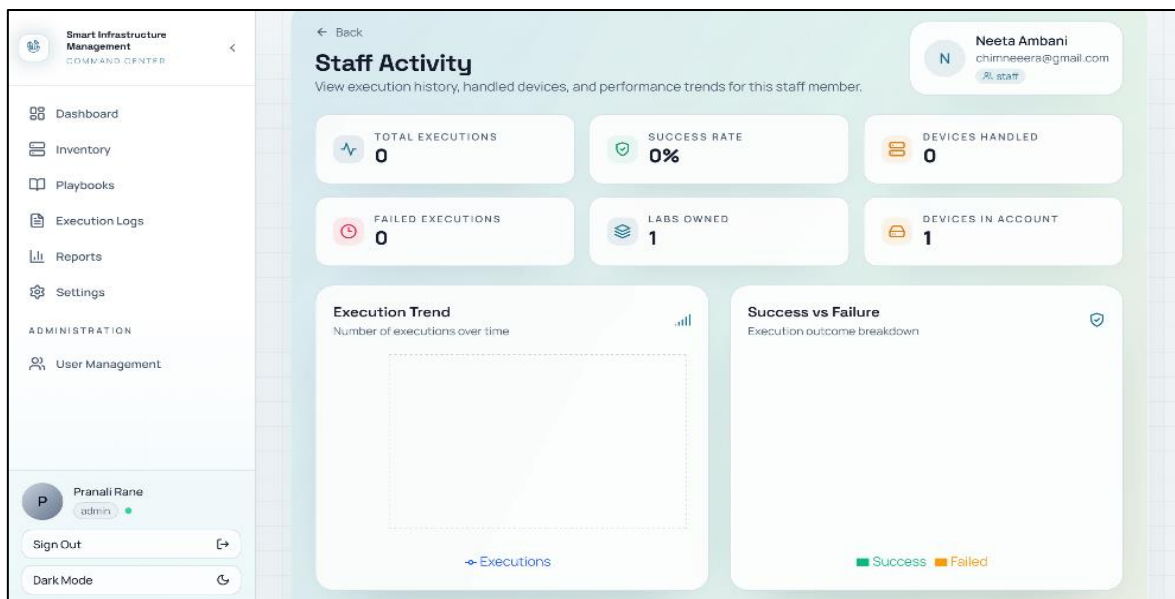 Smart Infrastructure
Management
COMMAND CENTER
Dashboard
Inventory
Playbooks
Execution Logs
Reports
Settings
ADMINISTRATION
User Management
P
Pranali Rane
admin
Sign Out
Dark Mode
Back
Staff Activity
View execution history, handled devices, and performance trends for this staff member.
N
Neeta Ambani
chimneeera@gmail.com
staff
TOTAL EXECUTIONS
0
SUCCESS RATE
0%
DEVICES HANDLED
0
FAILED EXECUTIONS
0
LABS OWNED
1
DEVICES IN ACCOUNT
1
Execution Trend
Number of executions over time
Executions
Success vs Failure
Execution outcome breakdown
Success Failed